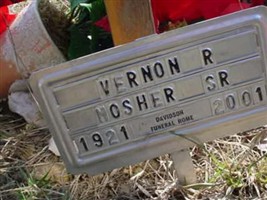 VERNON R
MOSHER SR
1921 DAVIDSON 2001
FUNERAL HOME